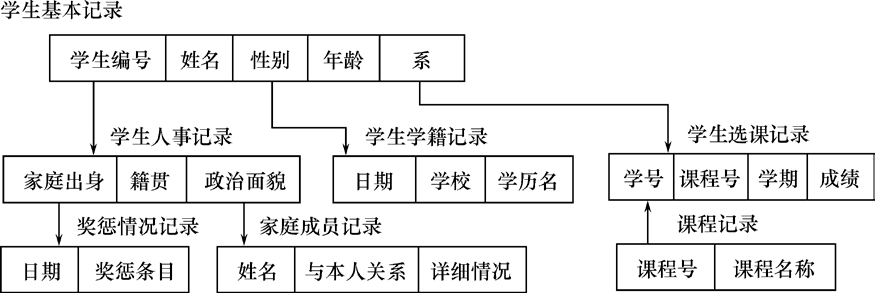 学生基本记录
学生编号 姓名 性别 年龄 系
学生人事记录 学生学籍记录 学生选课记录
家庭出身 籍贯 政治面貌 日期 学校 学历名 学号 课程号 学期 成绩
奖惩情况记录 家庭成员记录 课程记录
日期 奖惩条目 姓名 与本人关系 详细情况 课程号 课程名称